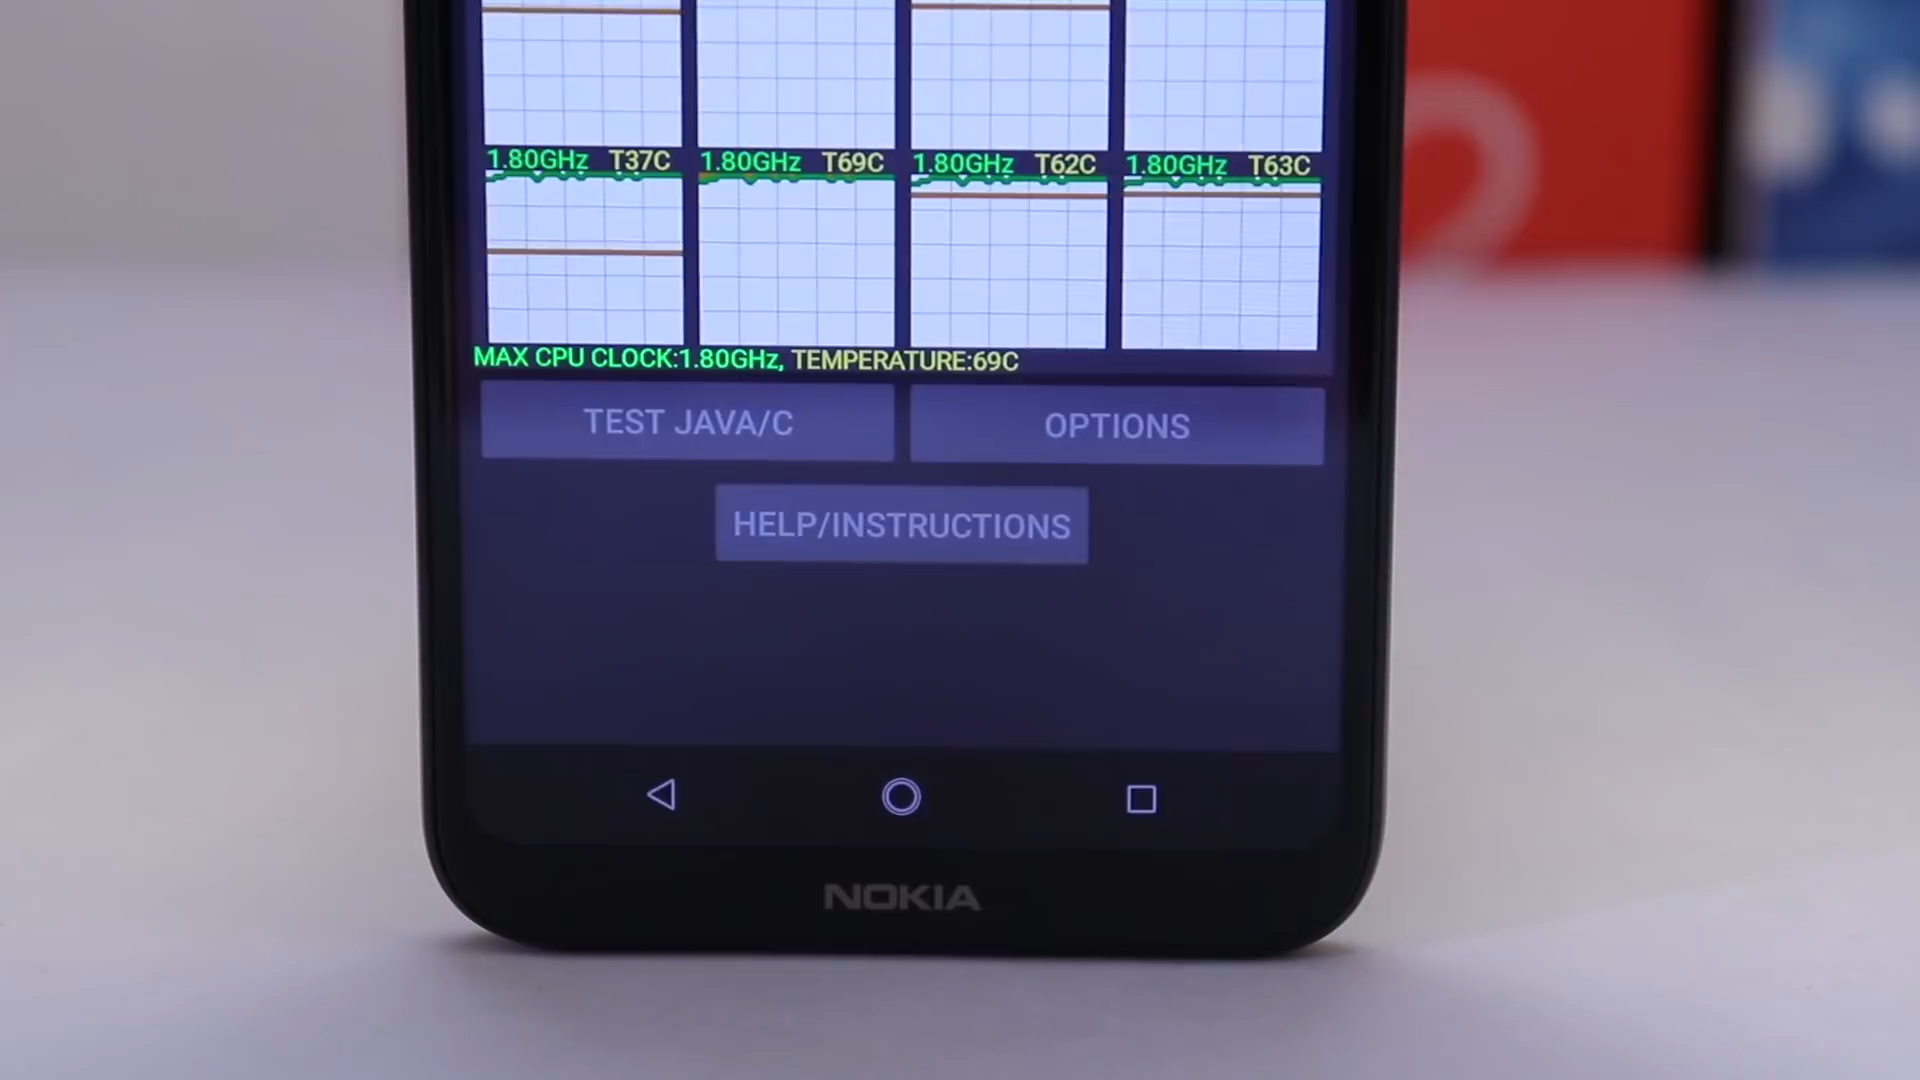 1.80GHz T37C 1.80GHz T69C 1.80GHz T62C 1.80GHz T63C
MAX CPU CLOCK:1.80GHz, TEMPERATURE:69C
TEST JAVA/C OPTIONS
HELP/INSTRUCTIONS
NOKIA
2